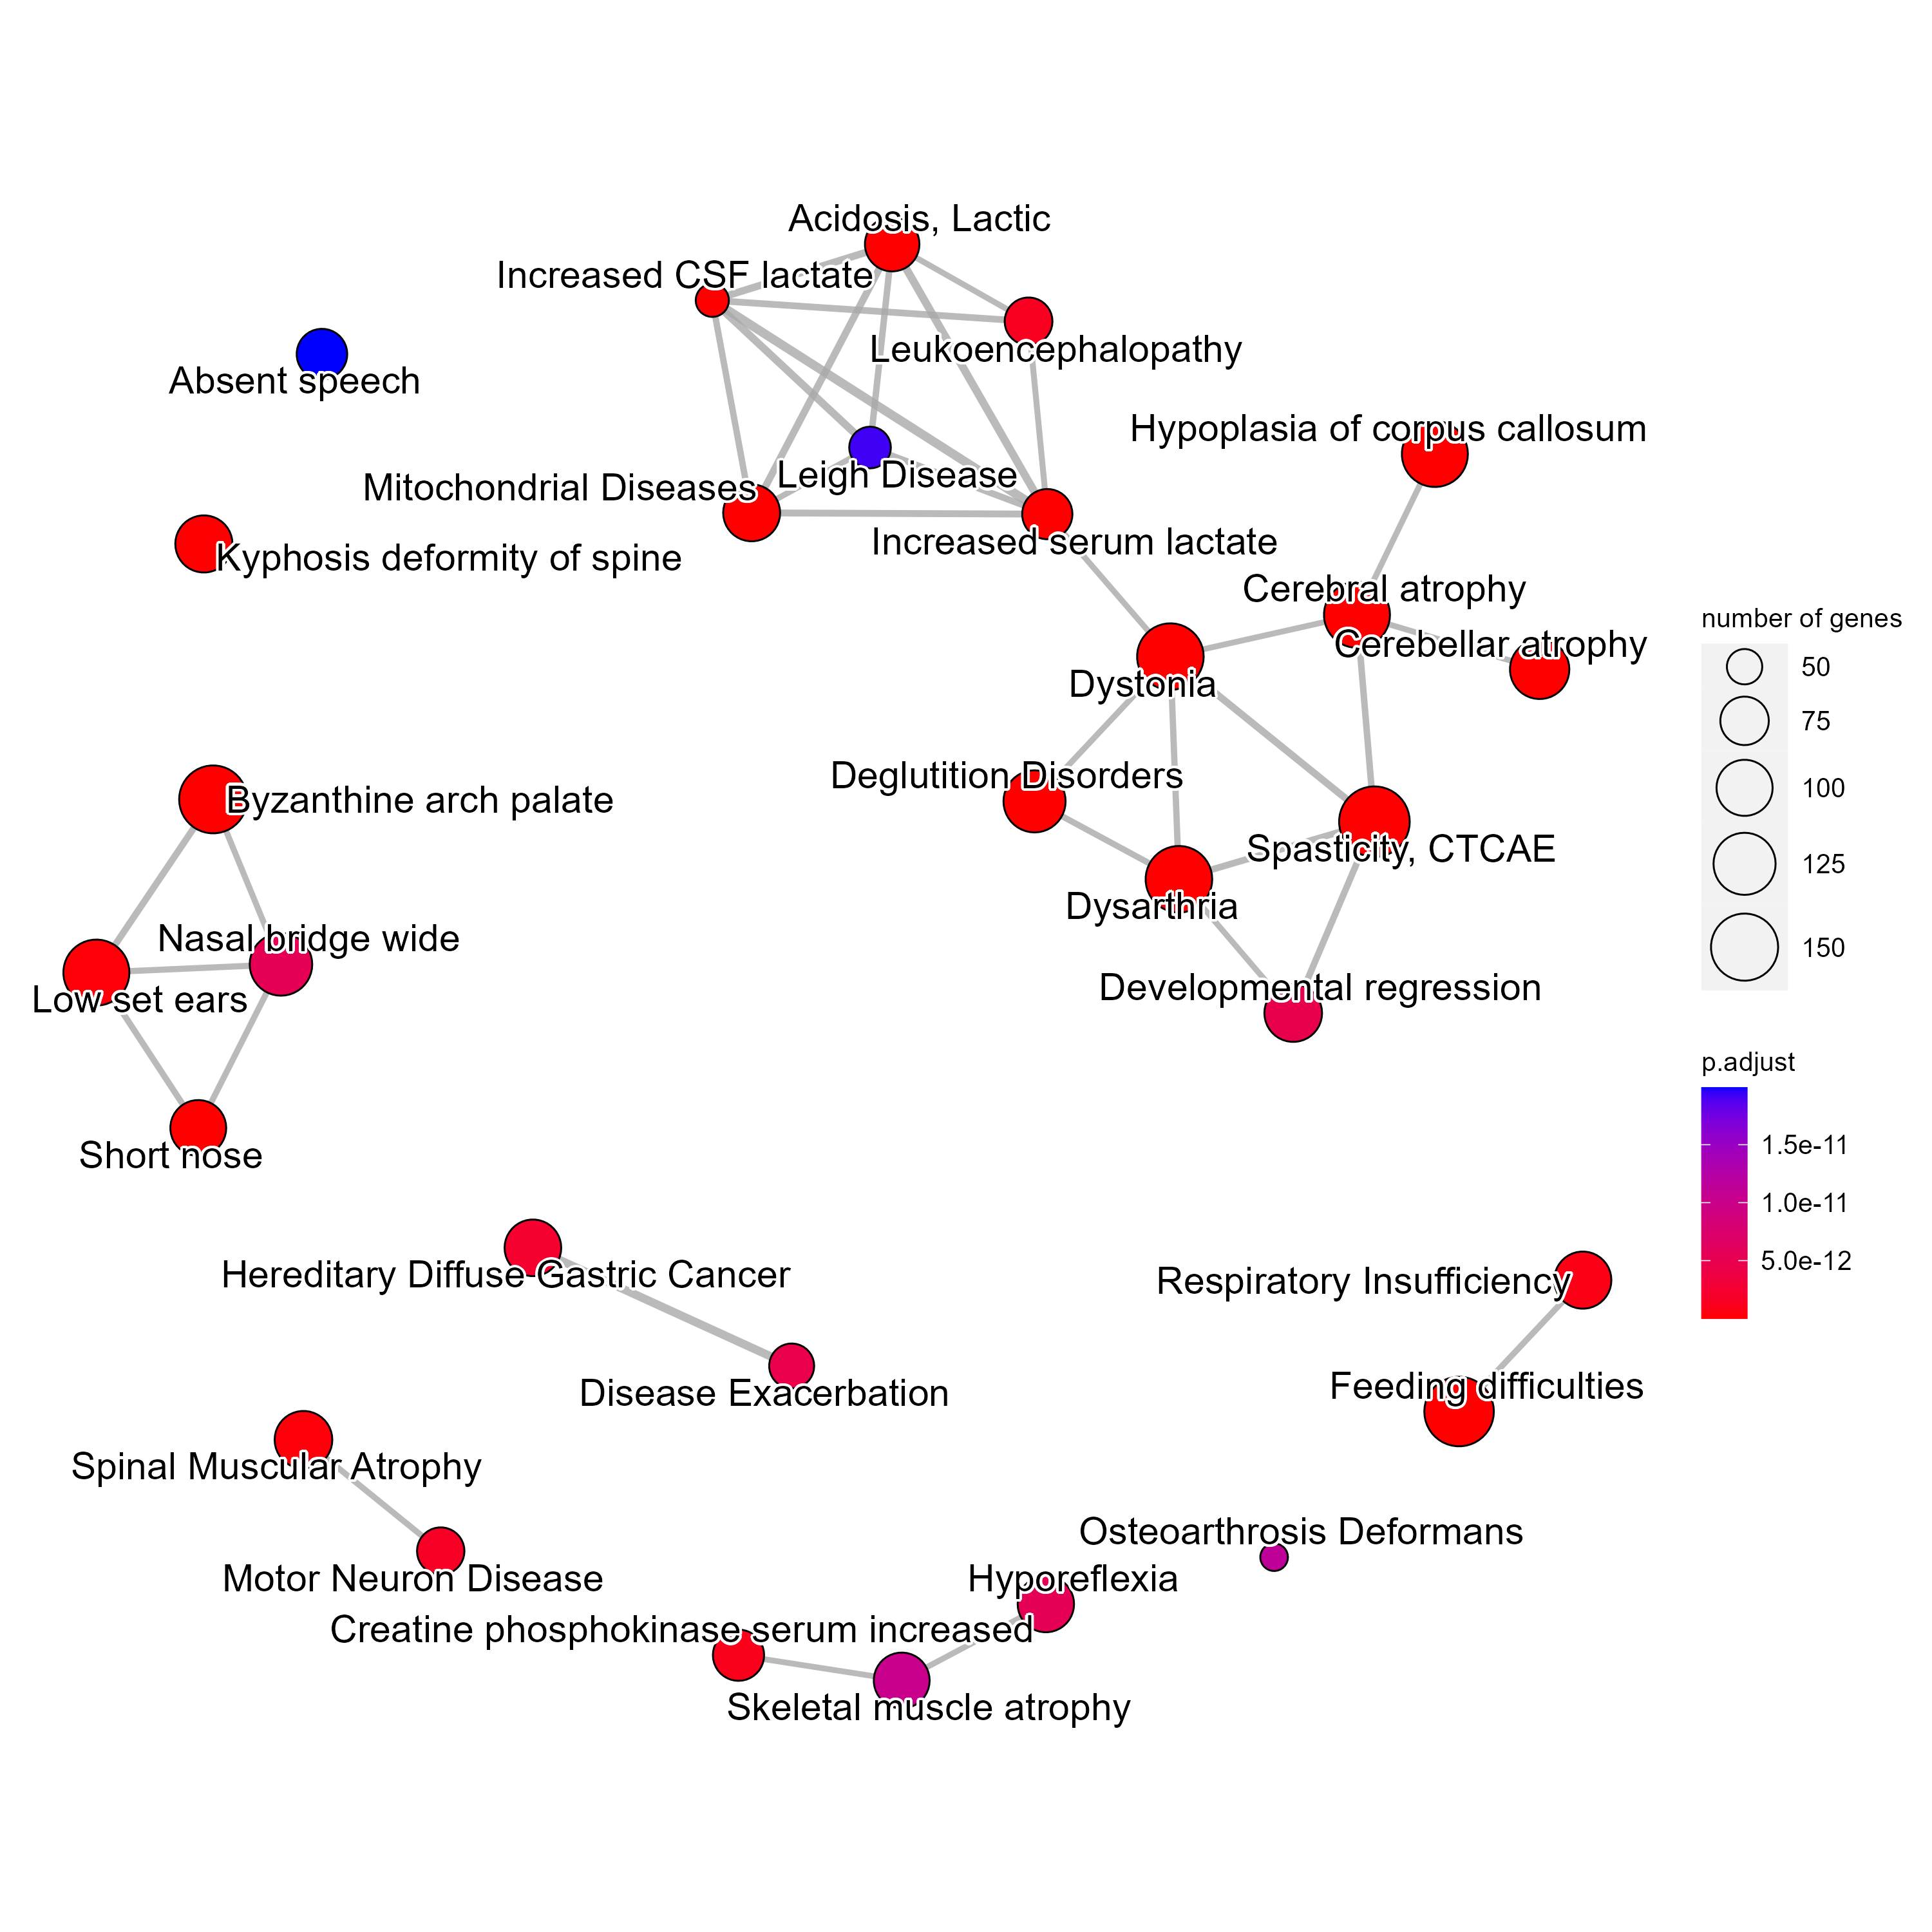 Acidosis, Lactic
Increased CSF lactate
Leukoencephalopathy
Absent speech
Hypoplasia of corpus callosum
Leigh Disease
Mitochondrial Diseases
Increased serum lactate
Kyphosis deformity of spine
Cerebral atrophy
Cerebellar atrophy
Dystonia
Deglutition Disorders
Byzanthine arch palate
Spasticity, CTCAE
Dysarthria
Nasal bridge wide
Developmental regression
Low set ears
Short nose
Hereditary Diffuse Gastric Cancer
Respiratory Insufficiency
Disease Exacerbation
Feeding difficulties
Spinal Muscular Atrophy
Osteoarthrosis Deformans
Motor Neuron Disease
Hyporeflexia
Creatine phosphokinase serum increased
Skeletal muscle atrophy
number of genes
50
75
100
125
150
p.adjust
1.5e-11
1.0e-11
5.0e-12